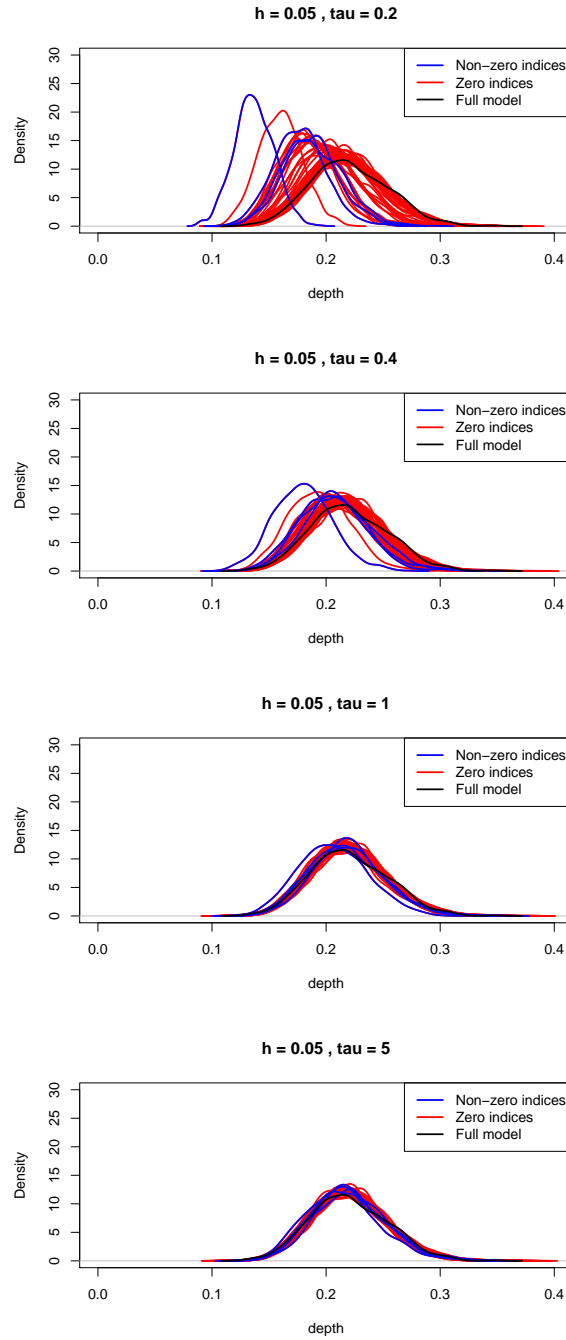 h = 0.05 , tau = 0.2
Density
30
25
20
15
10
5
0
Non−zero indices
Zero indices
Full model
0.0 0.1 0.2 0.3 0.4
depth
h = 0.05 , tau = 0.4
Density
30
25
20
15
10
5
0
Non−zero indices
Zero indices
Full model
0.0 0.1 0.2 0.3 0.4
depth
h = 0.05 , tau = 1
Density
30
25
20
15
10
5
0
Non−zero indices
Zero indices
Full model
0.0 0.1 0.2 0.3 0.4
depth
h = 0.05 , tau = 5
Density
30
25
20
15
10
5
0
Non−zero indices
Zero indices
Full model
0.0 0.1 0.2 0.3 0.4
depth